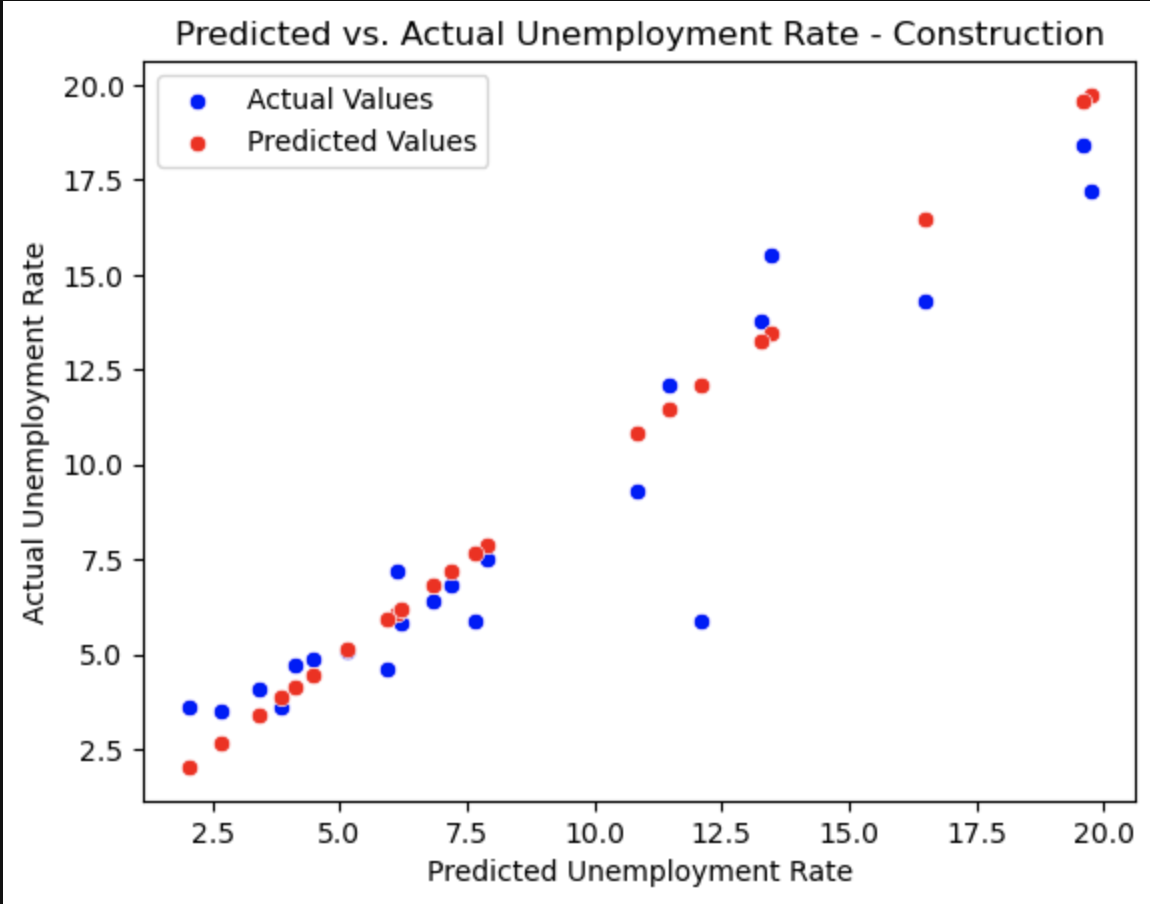 Predicted vs. Actual Unemployment Rate - Construction
Actual Values
Predicted Values
20.0
17.5
15.0
12.5
10.0
7.5
5.0
2.5
Actual Unemployment Rate
2.5 5.0 7.5 10.0 12.5 15.0 17.5 20.0
Predicted Unemployment Rate